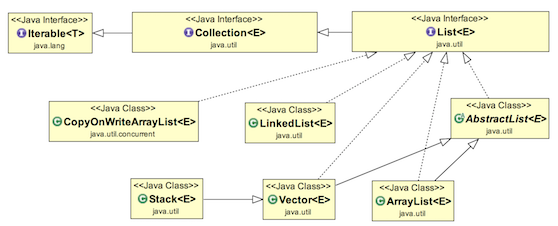 <<Java Interface>>
Iterable<T>
java.lang
<<Java Interface>>
Collection<E>
java.util
<<Java Interface>>
List<E>
java.util
<<Java Class>>
CopyOnWriteArrayList<E>
java.util.concurrent
<<Java Class>>
LinkedList<E>
java.util
<<Java Class>>
AbstractList<E>
java.util
<<Java Class>>
Stack<E>
java.util
<<Java Class>>
Vector<E>
java.util
<<Java Class>>
ArrayList<E>
java.util